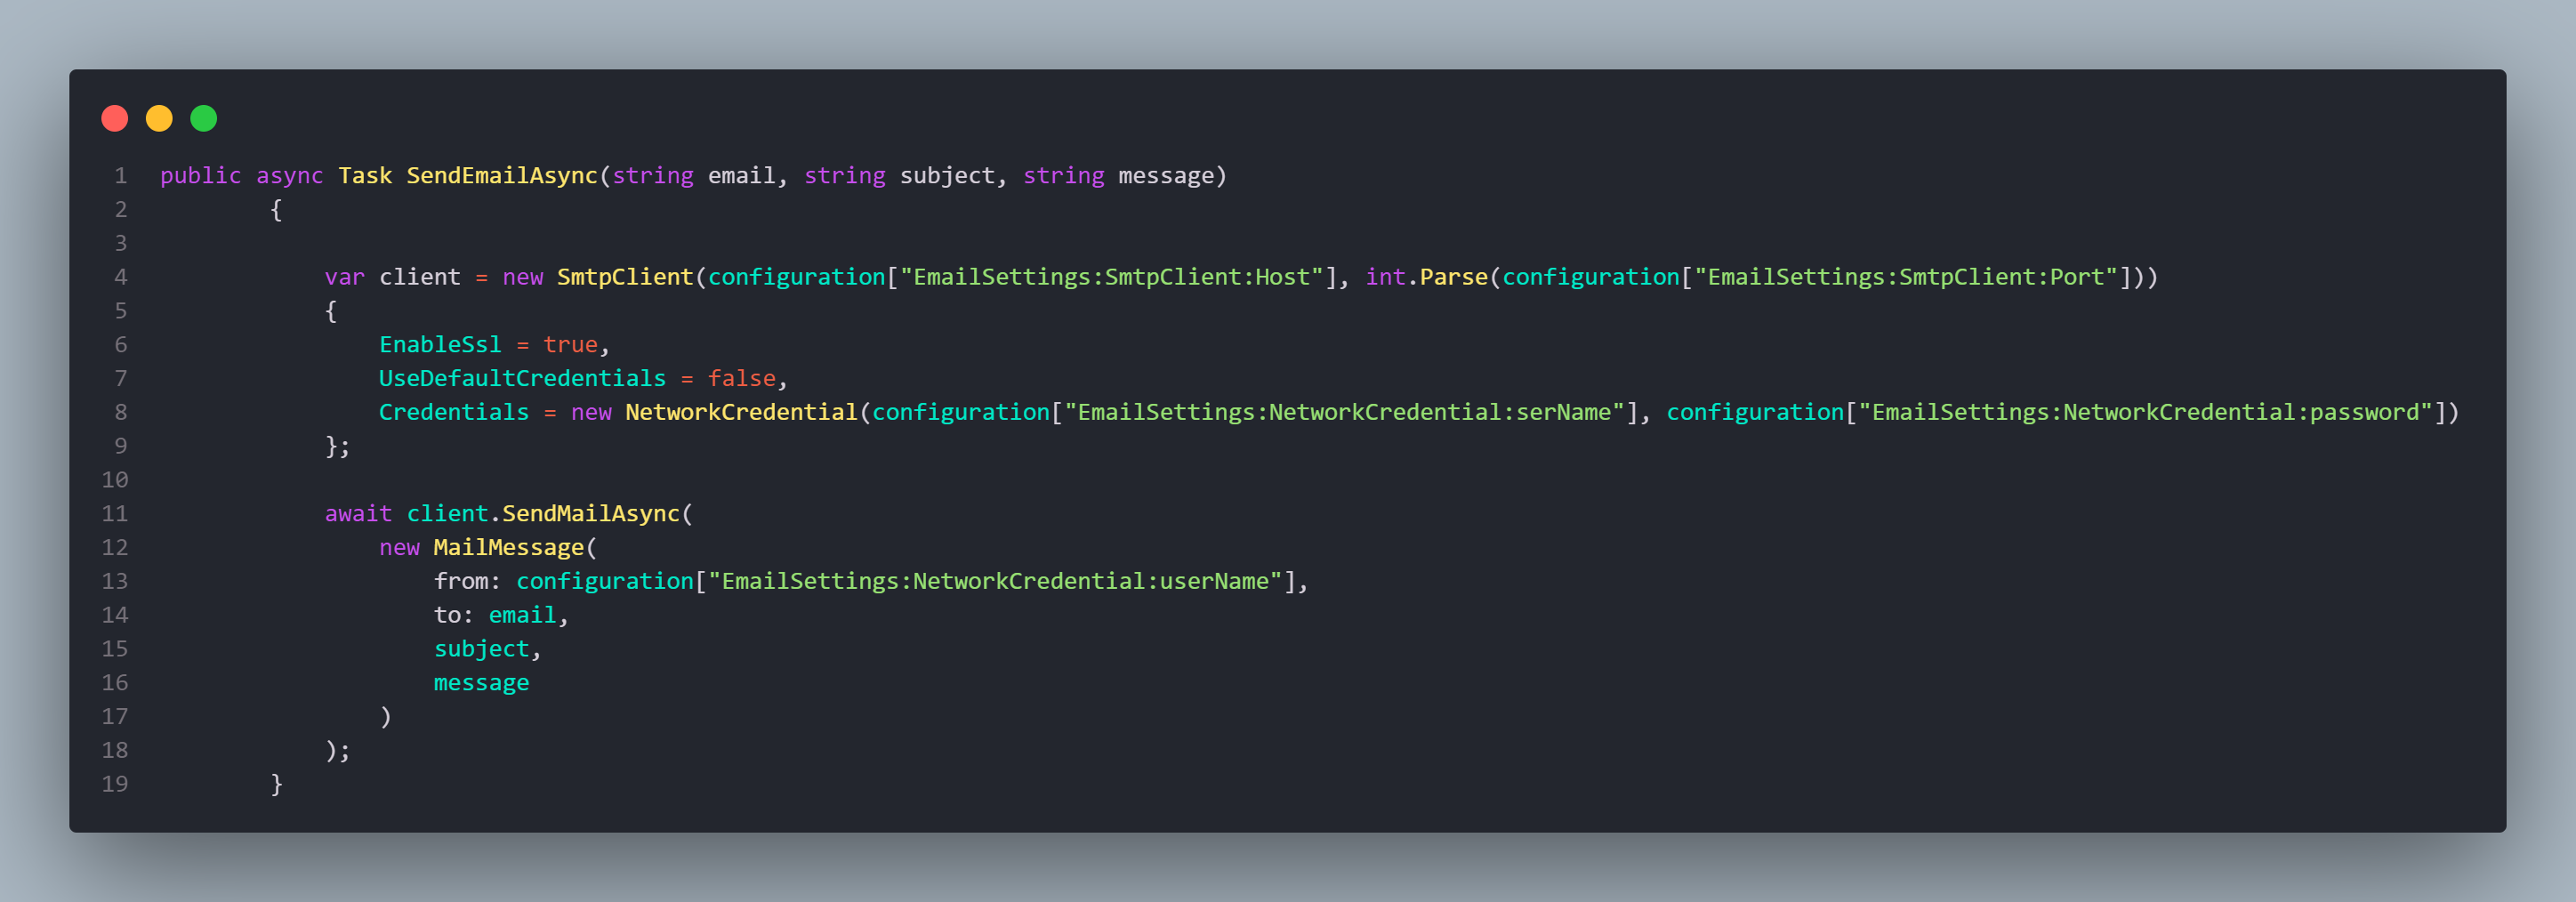 1 public async Task SendEmailAsync(string email, string subject, string message)
2 {
3
4 var client = new SmtpClient(configuration["EmailSettings:SmtpClient:Host"], int.Parse(configuration["EmailSettings:SmtpClient:Port"]))
5 {
6 EnableSsl = true,
7 UseDefaultCredentials = false,
8 Credentials = new NetworkCredential(configuration["EmailSettings:NetworkCredential:serName"], configuration["EmailSettings:NetworkCredential:password"])
9 };
10
11 await client.SendMailAsync(
12 new MailMessage(
13 from: configuration["EmailSettings:NetworkCredential:userName"],
14 to: email,
15 subject,
16 message
17 )
18 );
19 }